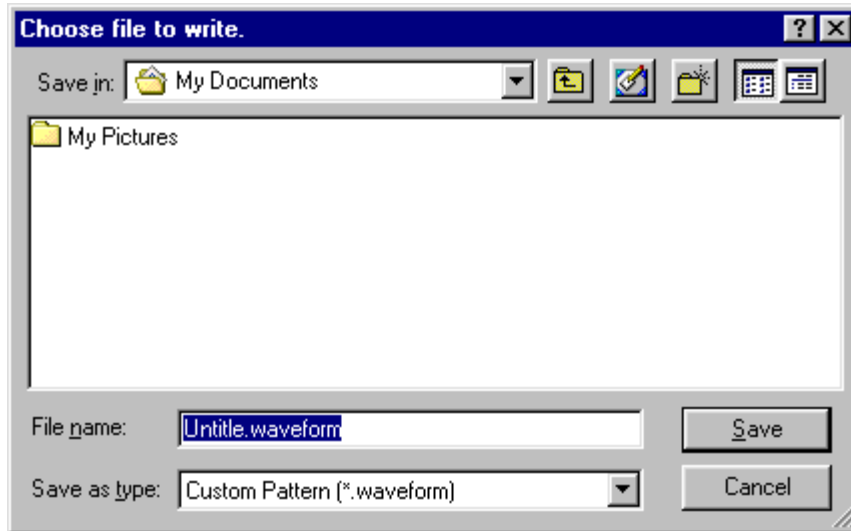 Choose file to write.
Save in: My Documents
My Pictures
File name: Untitle.waveform Save
Save as type: Custom Pattern (*.waveform) Cancel